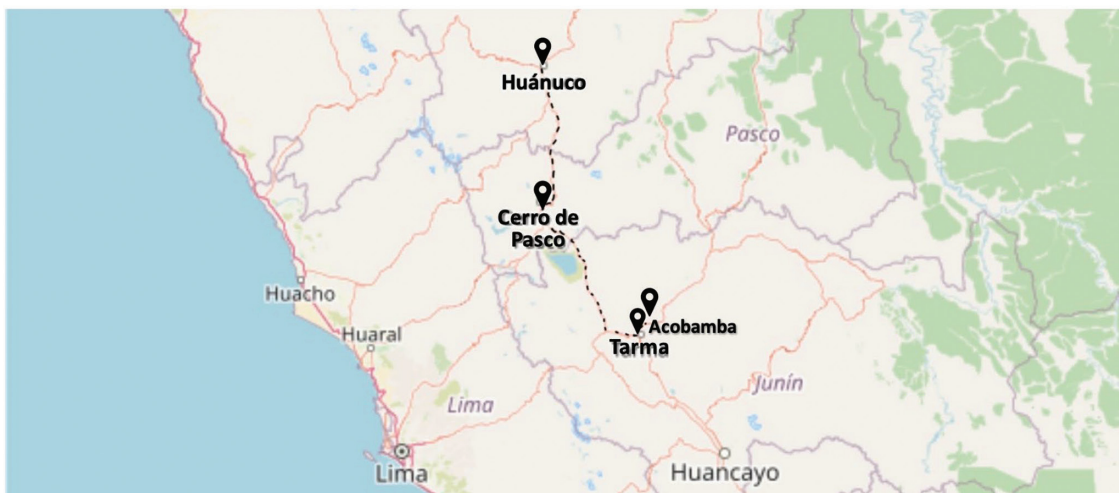 Huánuco
Pasco
Cerro de
Pasco
Huacho
Acobamba
Huaral
Tarma
Junín
Lima
Lima
Huancayo